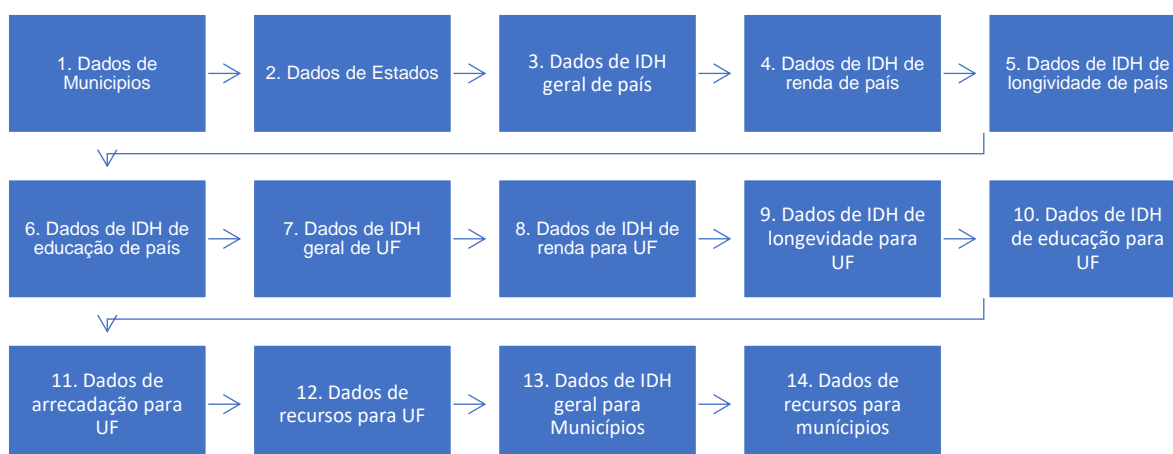 1. Dados de
Municipios
2. Dados de Estados
3. Dados de IDH
geral de país
4. Dados de IDH de
renda de país
5. Dados de IDH de
longividade de país
6. Dados de IDH de
educação de país
7. Dados de IDH
geral de UF
8. Dados de IDH de
renda para UF
9. Dados de IDH de
longevidade para
UF
10. Dados de IDH
de educação para
UF
11. Dados de
arrecadação para
UF
12. Dados de
recursos para UF
13. Dados de IDH
geral para
Municípios
14. Dados de
recursos para
munícipios